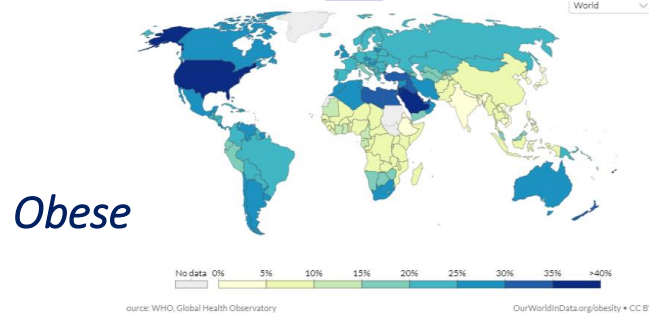 World
Obese
No data 0% 5% 10% 15% 20% 25% 30% 35% >40%
ource: WHO, Global Health Observatory
OurWorldInData.org/obesity • CC BY